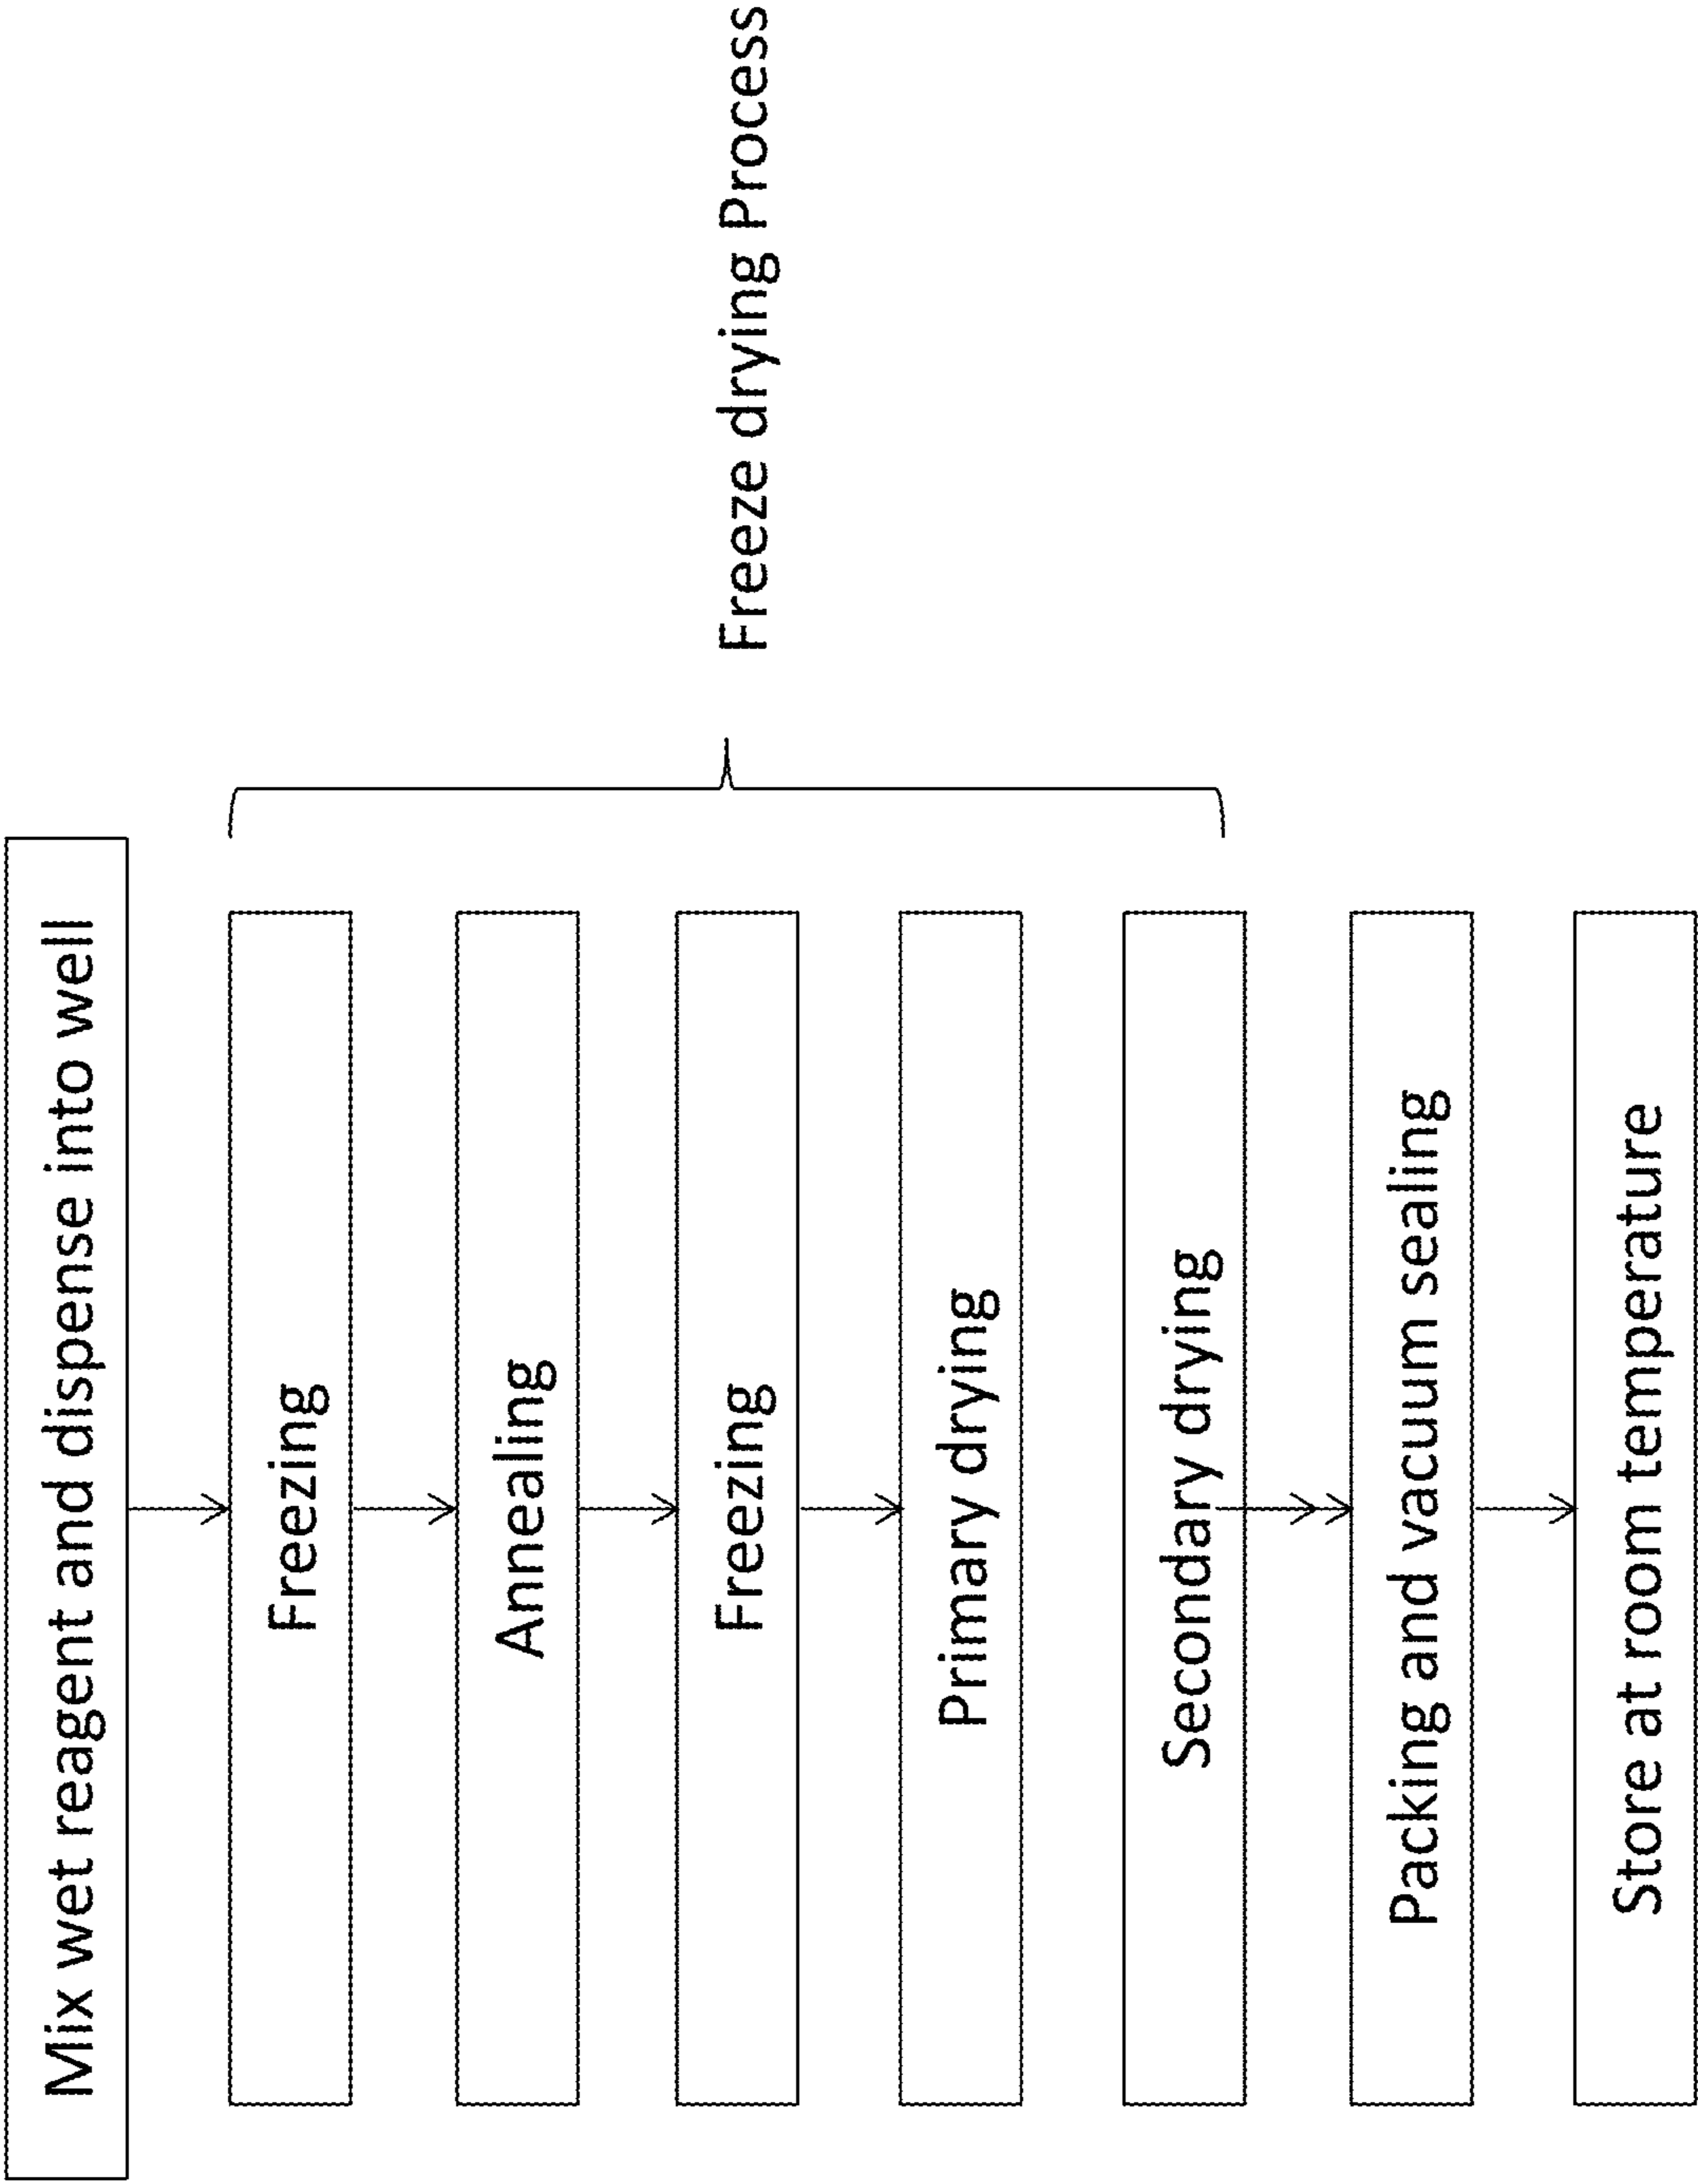 Mix wet reagent and dispense into well
Freezing
Annealing
Freezing
Primary drying
Secondary drying
Packing and vacuum sealing
Store at room temperature
Freeze drying Process